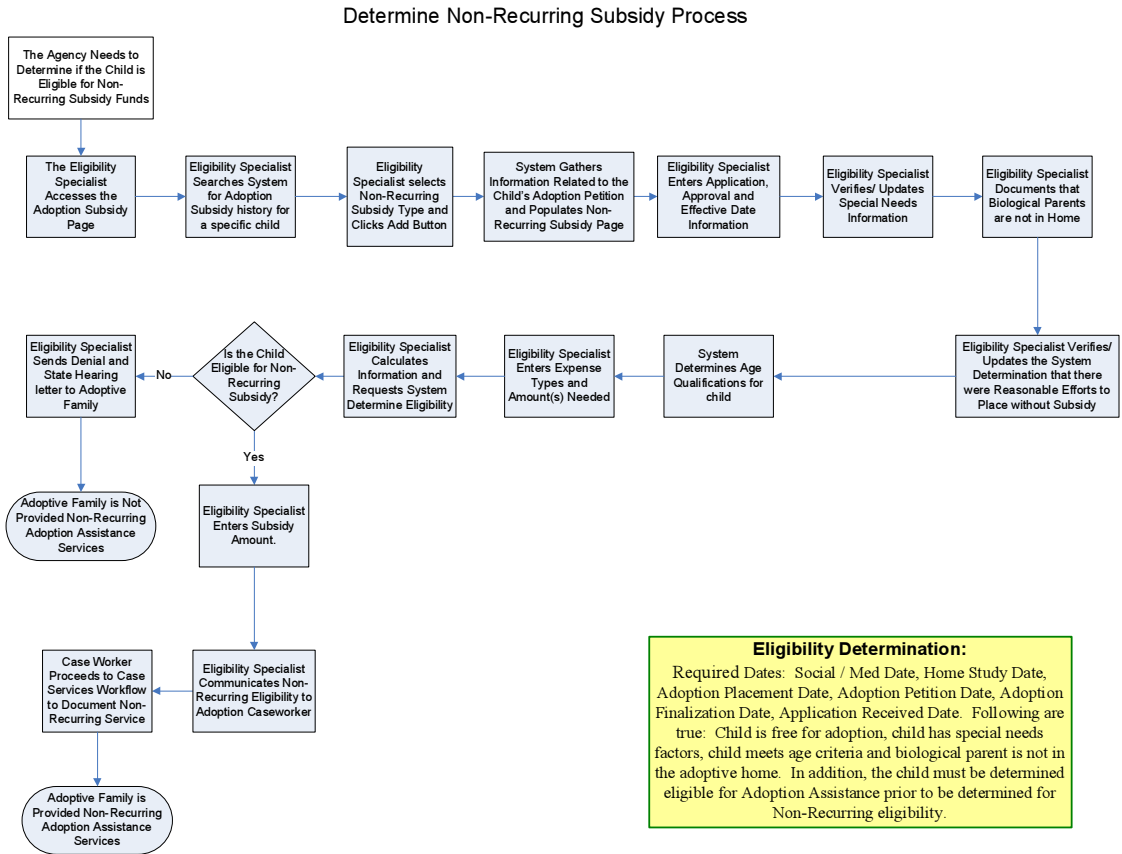 Determine Non-Recurring Subsidy Process
The Agency Needs to
Determine if the Child is
Eligible for Non-
Recurring Subsidy Funds
The Eligibility
Specialist
Accesses the
Adoption Subsidy
Page
Eligibility Specialist
Searches System
for Adoption
Subsidy history for
a specific child
Eligibility
Specialist selects
Non-Recurring
Subsidy Type and
Clicks Add Button
System Gathers
Information Related to the
Child's Adoption Petition
and Populates Non-
Recurring Subsidy Page
Eligibility Specialist
Enters Application,
Approval and
Effective Date
Information
Eligibility Specialist
Verifies/ Updates
Special Needs
Information
Eligibility Specialist
Documents that
Biological Parents
are not in Home
Eligibility Specialist Verifies/
Updates the System
Determination that there
were Reasonable Efforts to
Place without Subsidy
System
Determines Age
Qualifications for
child
Eligibility Specialist
Enters Expense
Types and
Amount(s) Needed
Eligibility Specialist
Calculates
Information and
Requests System
Determine Eligibility
Is the Child
Eligible for Non-
Recurring
Subsidy?
No
Eligibility Specialist
Sends Denial and
State Hearing
letter to Adoptive
Family
Adoptive Family is Not
Provided Non-Recurring
Adoption Assistance
Services
Yes
Eligibility Specialist
Enters Subsidy
Amount.
Eligibility Specialist
Communicates Non-
Recurring Eligibility to
Adoption Caseworker
Case Worker
Proceeds to Case
Services Workflow
to Document Non-
Recurring Service
Adoptive Family is
Provided Non-Recurring
Adoption Assistance
Services
Eligibility Determination:
Required Dates: Social / Med Date, Home Study Date,
Adoption Placement Date, Adoption Petition Date, Adoption
Finalization Date, Application Received Date. Following are
true: Child is free for adoption, child has special needs
factors, child meets age criteria and biological parent is not in
the adoptive home. In addition, the child must be determined
eligible for Adoption Assistance prior to be determined for
Non-Recurring eligibility.